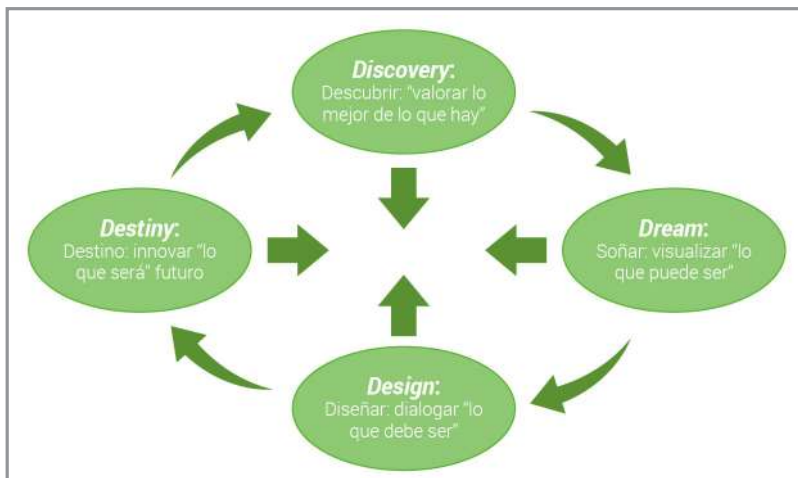 Discovery:
Descubrir: “valorar lo
mejor de lo que hay”
Destiny:
Destino: innovar “lo
que será” futuro
Dream:
Soñar: visualizar “lo
que puede ser”
Design:
Diseñar: dialogar “lo
que debe ser”